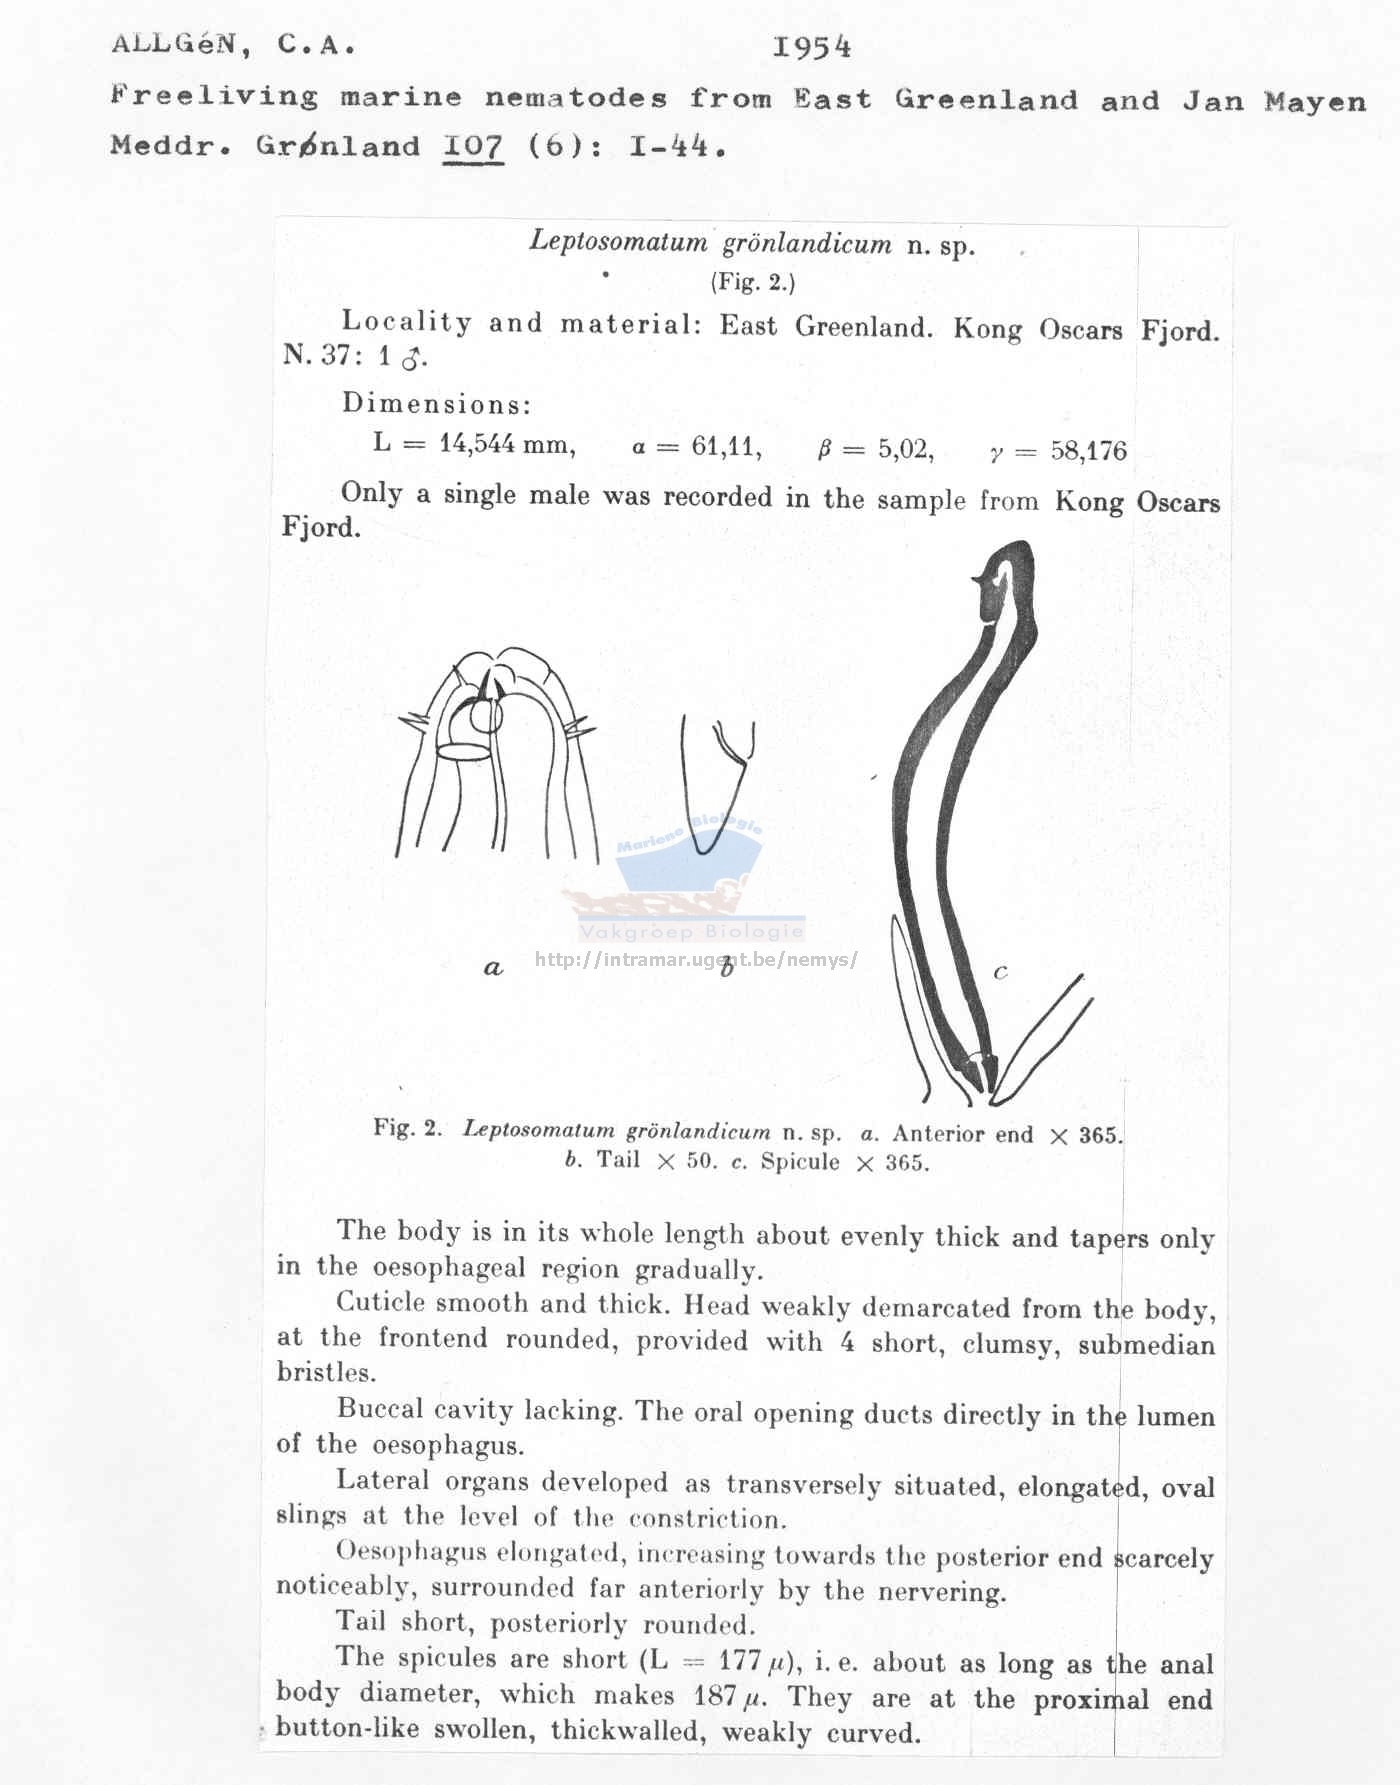 ALLGéN, C.A. 1954
Freeliving marine nematodes from East Greenland and Jan Mayen
Meddr. Grønland I07 (6): I-44.
Leptosomatum grönlandicum n. sp.
(Fig. 2.)
Locality and material: East Greenland. Kong Oscars Fjord.
N. 37: 1 ♂.
Dimensions:
L = 14,544 mm, α = 61,11, β = 5,02, γ = 58,176
Only a single male was recorded in the sample from Kong Oscars
Fjord.
Mariene Biologie
Vakgroep Biologie
http://intramar.ugent.be/nemys/
a b c
Fig. 2. Leptosomatum grönlandicum n. sp. a. Anterior end × 365.
b. Tail × 50. c. Spicule × 365.
The body is in its whole length about evenly thick and tapers only
in the oesophageal region gradually.
Cuticle smooth and thick. Head weakly demarcated from the body,
at the frontend rounded, provided with 4 short, clumsy, submedian
bristles.
Buccal cavity lacking. The oral opening ducts directly in the lumen
of the oesophagus.
Lateral organs developed as transversely situated, elongated, oval
slings at the level of the constriction.
Oesophagus elongated, increasing towards the posterior end scarcely
noticeably, surrounded far anteriorly by the nervering.
Tail short, posteriorly rounded.
The spicules are short (L = 177 μ), i. e. about as long as the anal
body diameter, which makes 187 μ. They are at the proximal end
button-like swollen, thickwalled, weakly curved.